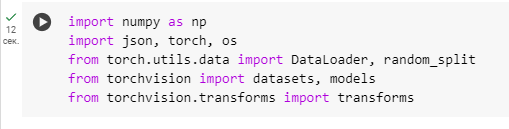 12
сек.
import numpy as np
import json, torch, os
from torch.utils.data import DataLoader, random_split
from torchvision import datasets, models
from torchvision.transforms import transforms